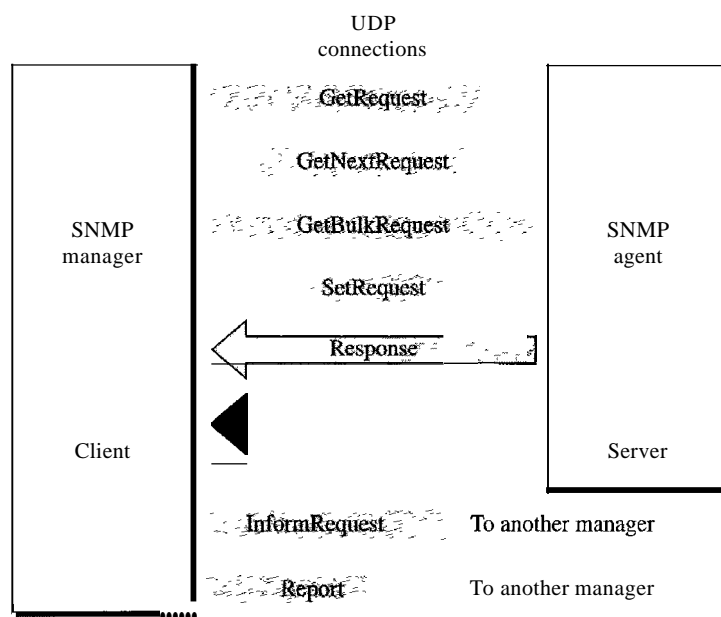 UDP
connections
GetRequest
GetNextRequest
SNMP
manager
GetBulkRequest
SNMP
agent
SetRequest
Response
Client
Server
InformRequest To another manager
Report To another manager